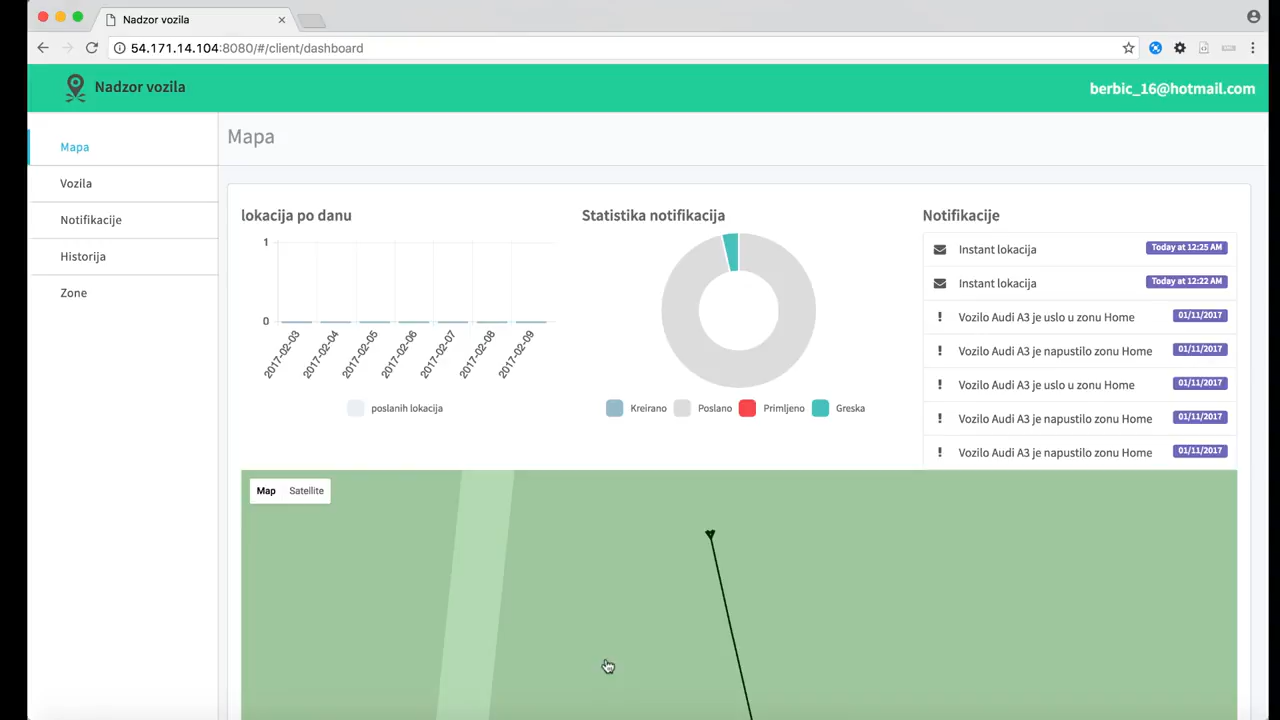 Nadzor vozila
54.171.14.104:8080/#/client/dashboard
Nadzor vozila
berbic_16@hotmail.com
Mapa
Vozila
Notifikacije
Historija
Zone
Mapa
lokacija po danu
1
0
2017-02-03
2017-02-04
2017-02-05
2017-02-06
2017-02-07
2017-02-08
2017-02-09
poslanih lokacija
Statistika notifikacija
Kreirano
Poslano
Primljeno
Greska
Notifikacije
Instant lokacija Today at 12:25 AM
Instant lokacija Today at 12:22 AM
Vozilo Audi A3 je uslo u zonu Home 01/11/2017
Vozilo Audi A3 je napustilo zonu Home 01/11/2017
Vozilo Audi A3 je uslo u zonu Home 01/11/2017
Vozilo Audi A3 je napustilo zonu Home 01/11/2017
Vozilo Audi A3 je napustilo zonu Home 01/11/2017
Map Satellite